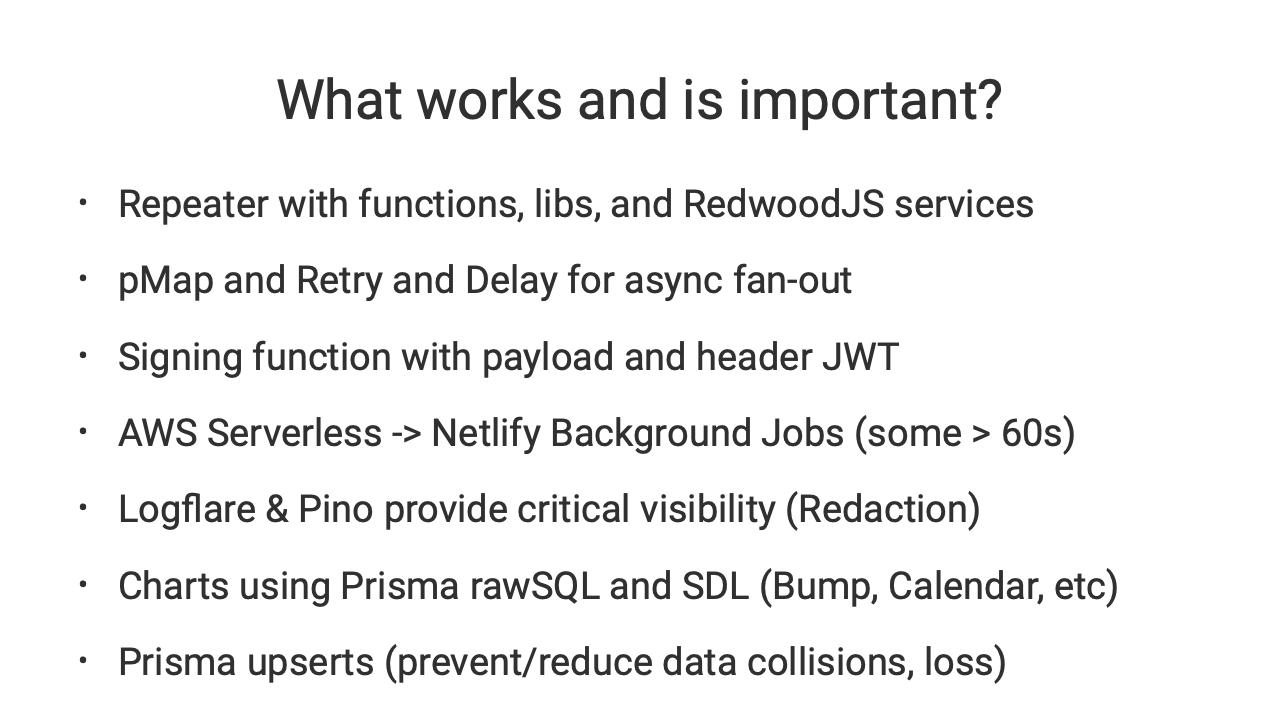 What works and is important?
• Repeater with functions, libs, and RedwoodJS services
• pMap and Retry and Delay for async fan-out
• Signing function with payload and header JWT
• AWS Serverless -> Netlify Background Jobs (some > 60s)
• Logflare & Pino provide critical visibility (Redaction)
• Charts using Prisma rawSQL and SDL (Bump, Calendar, etc)
• Prisma upserts (prevent/reduce data collisions, loss)